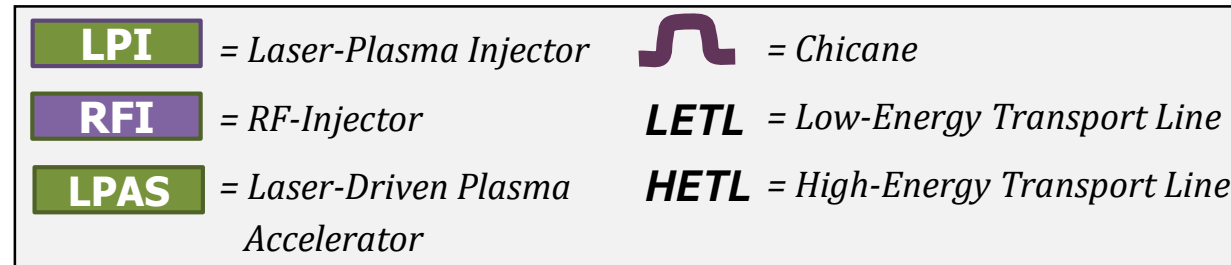 LPI = Laser-Plasma Injector
= Chicane
RFI = RF-Injector
LETL = Low-Energy Transport Line
LPAS = Laser-Driven Plasma
Accelerator
HETL = High-Energy Transport Line